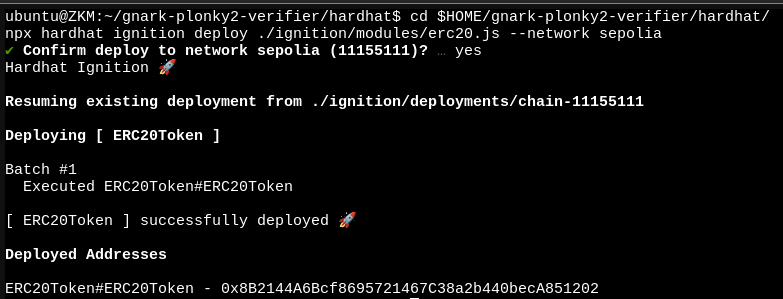 ubuntu@ZKM:~/gnark-plonky2-verifier/hardhat$ cd $HOME/gnark-plonky2-verifier/hardhat/
npx hardhat ignition deploy ./ignition/modules/erc20.js --network sepolia
✔ Confirm deploy to network sepolia (11155111)? … yes
Hardhat Ignition 🚀
Resuming existing deployment from ./ignition/deployments/chain-11155111
Deploying [ ERC20Token ]
Batch #1
Executed ERC20Token#ERC20Token
[ ERC20Token ] successfully deployed 🚀
Deployed Addresses
ERC20Token#ERC20Token - 0x8B2144A6Bcf8695721467C38a2b440becA851202